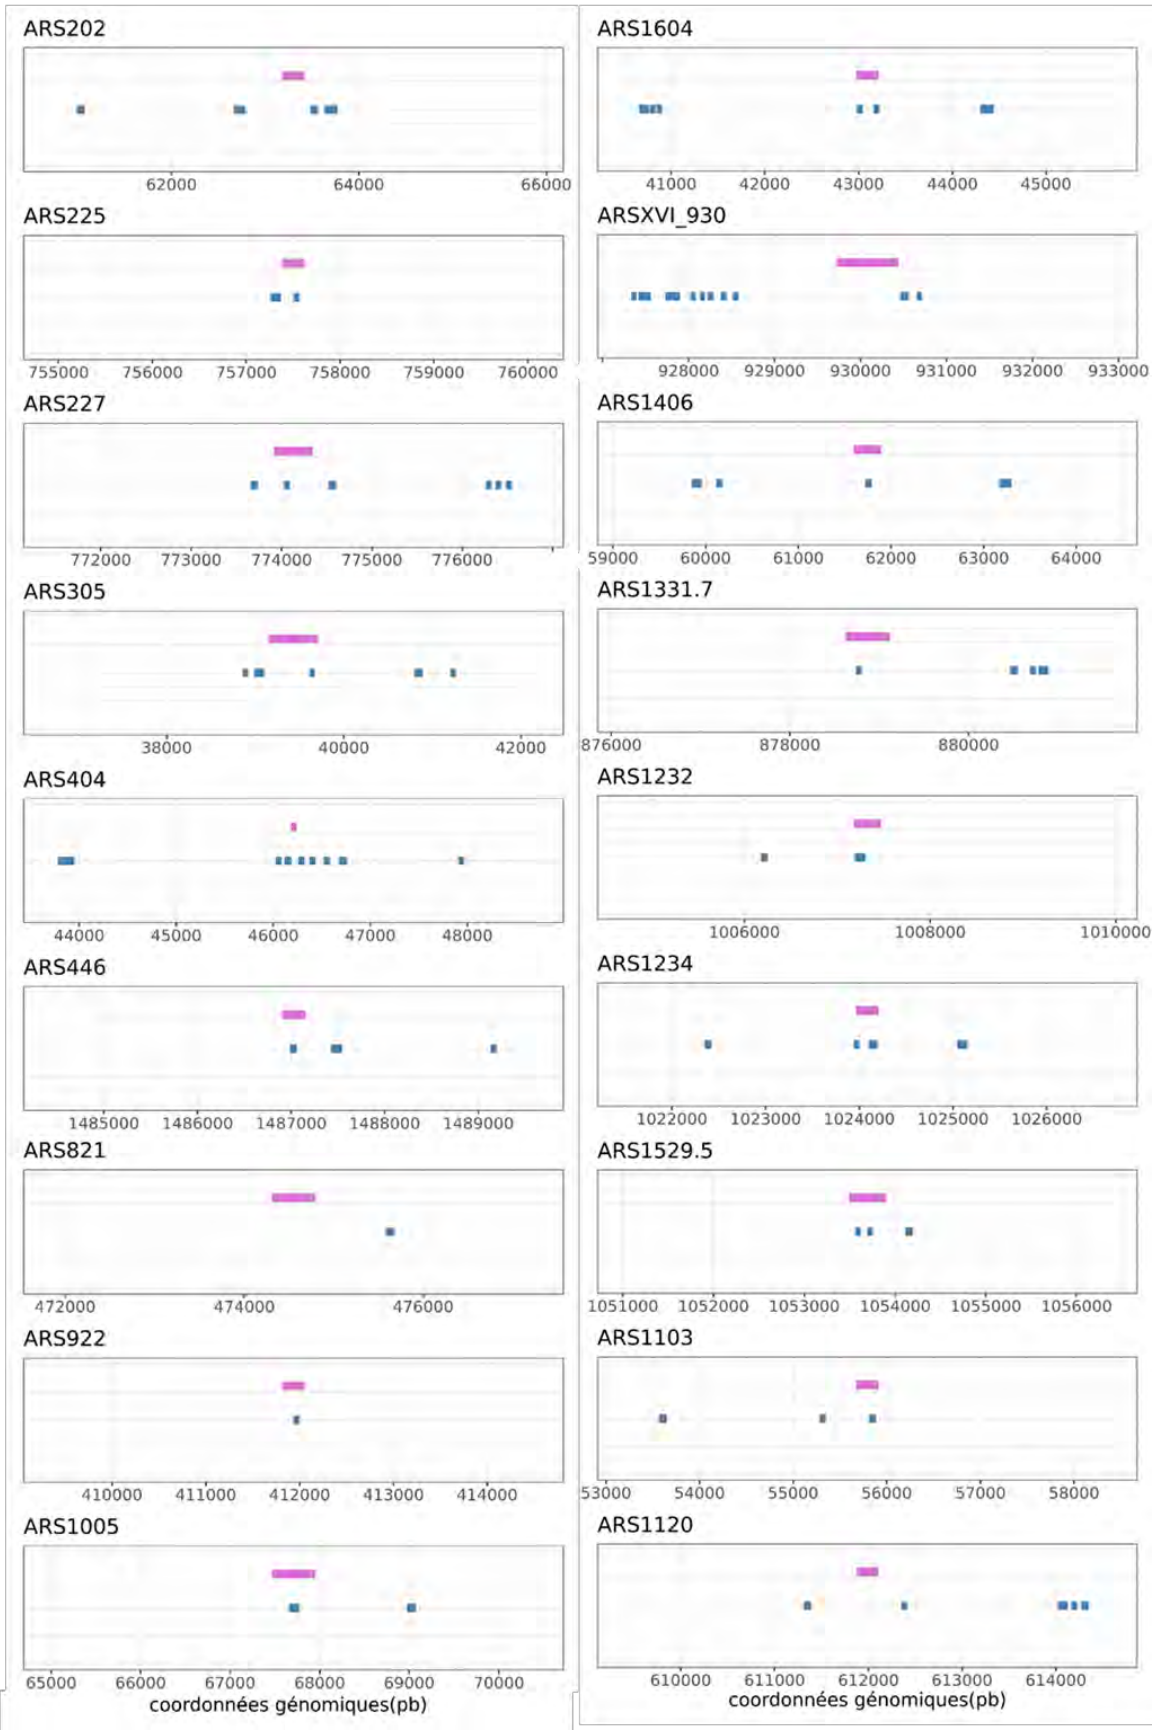 ARS202
62000 64000 66000
ARS225
755000 756000 757000 758000 759000 760000
ARS227
772000 773000 774000 775000 776000
ARS305
38000 40000 42000
ARS404
44000 45000 46000 47000 48000
ARS446
1485000 1486000 1487000 1488000 1489000
ARS821
472000 474000 476000
ARS922
410000 411000 412000 413000 414000
ARS1005
65000 66000 67000 68000 69000 70000
coordonnées génomiques(pb)
ARS1604
41000 42000 43000 44000 45000
ARSXVI_930
928000 929000 930000 931000 932000 933000
ARS1406
59000 60000 61000 62000 63000 64000
ARS1331.7
876000 878000 880000
ARS1232
1006000 1008000 1010000
ARS1234
1022000 1023000 1024000 1025000 1026000
ARS1529.5
1051000 1052000 1053000 1054000 1055000 1056000
ARS1103
53000 54000 55000 56000 57000 58000
ARS1120
610000 611000 612000 613000 614000
coordonnées génomiques(pb)